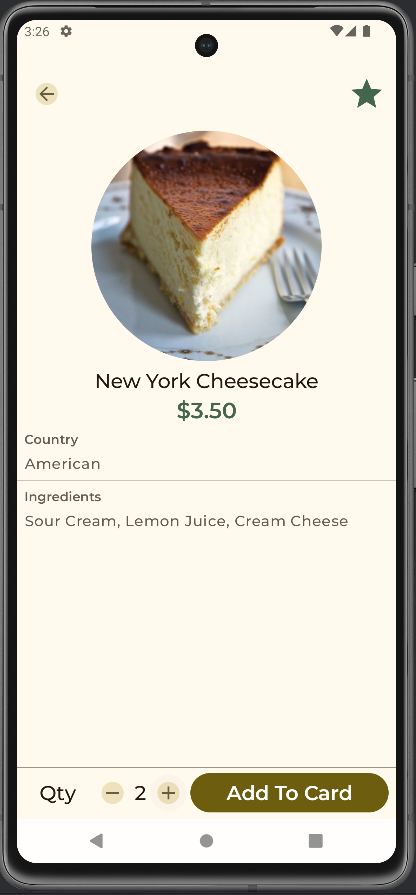 3:26
New York Cheesecake
$3.50
Country
American
Ingredients
Sour Cream, Lemon Juice, Cream Cheese
Qty 2 Add To Card